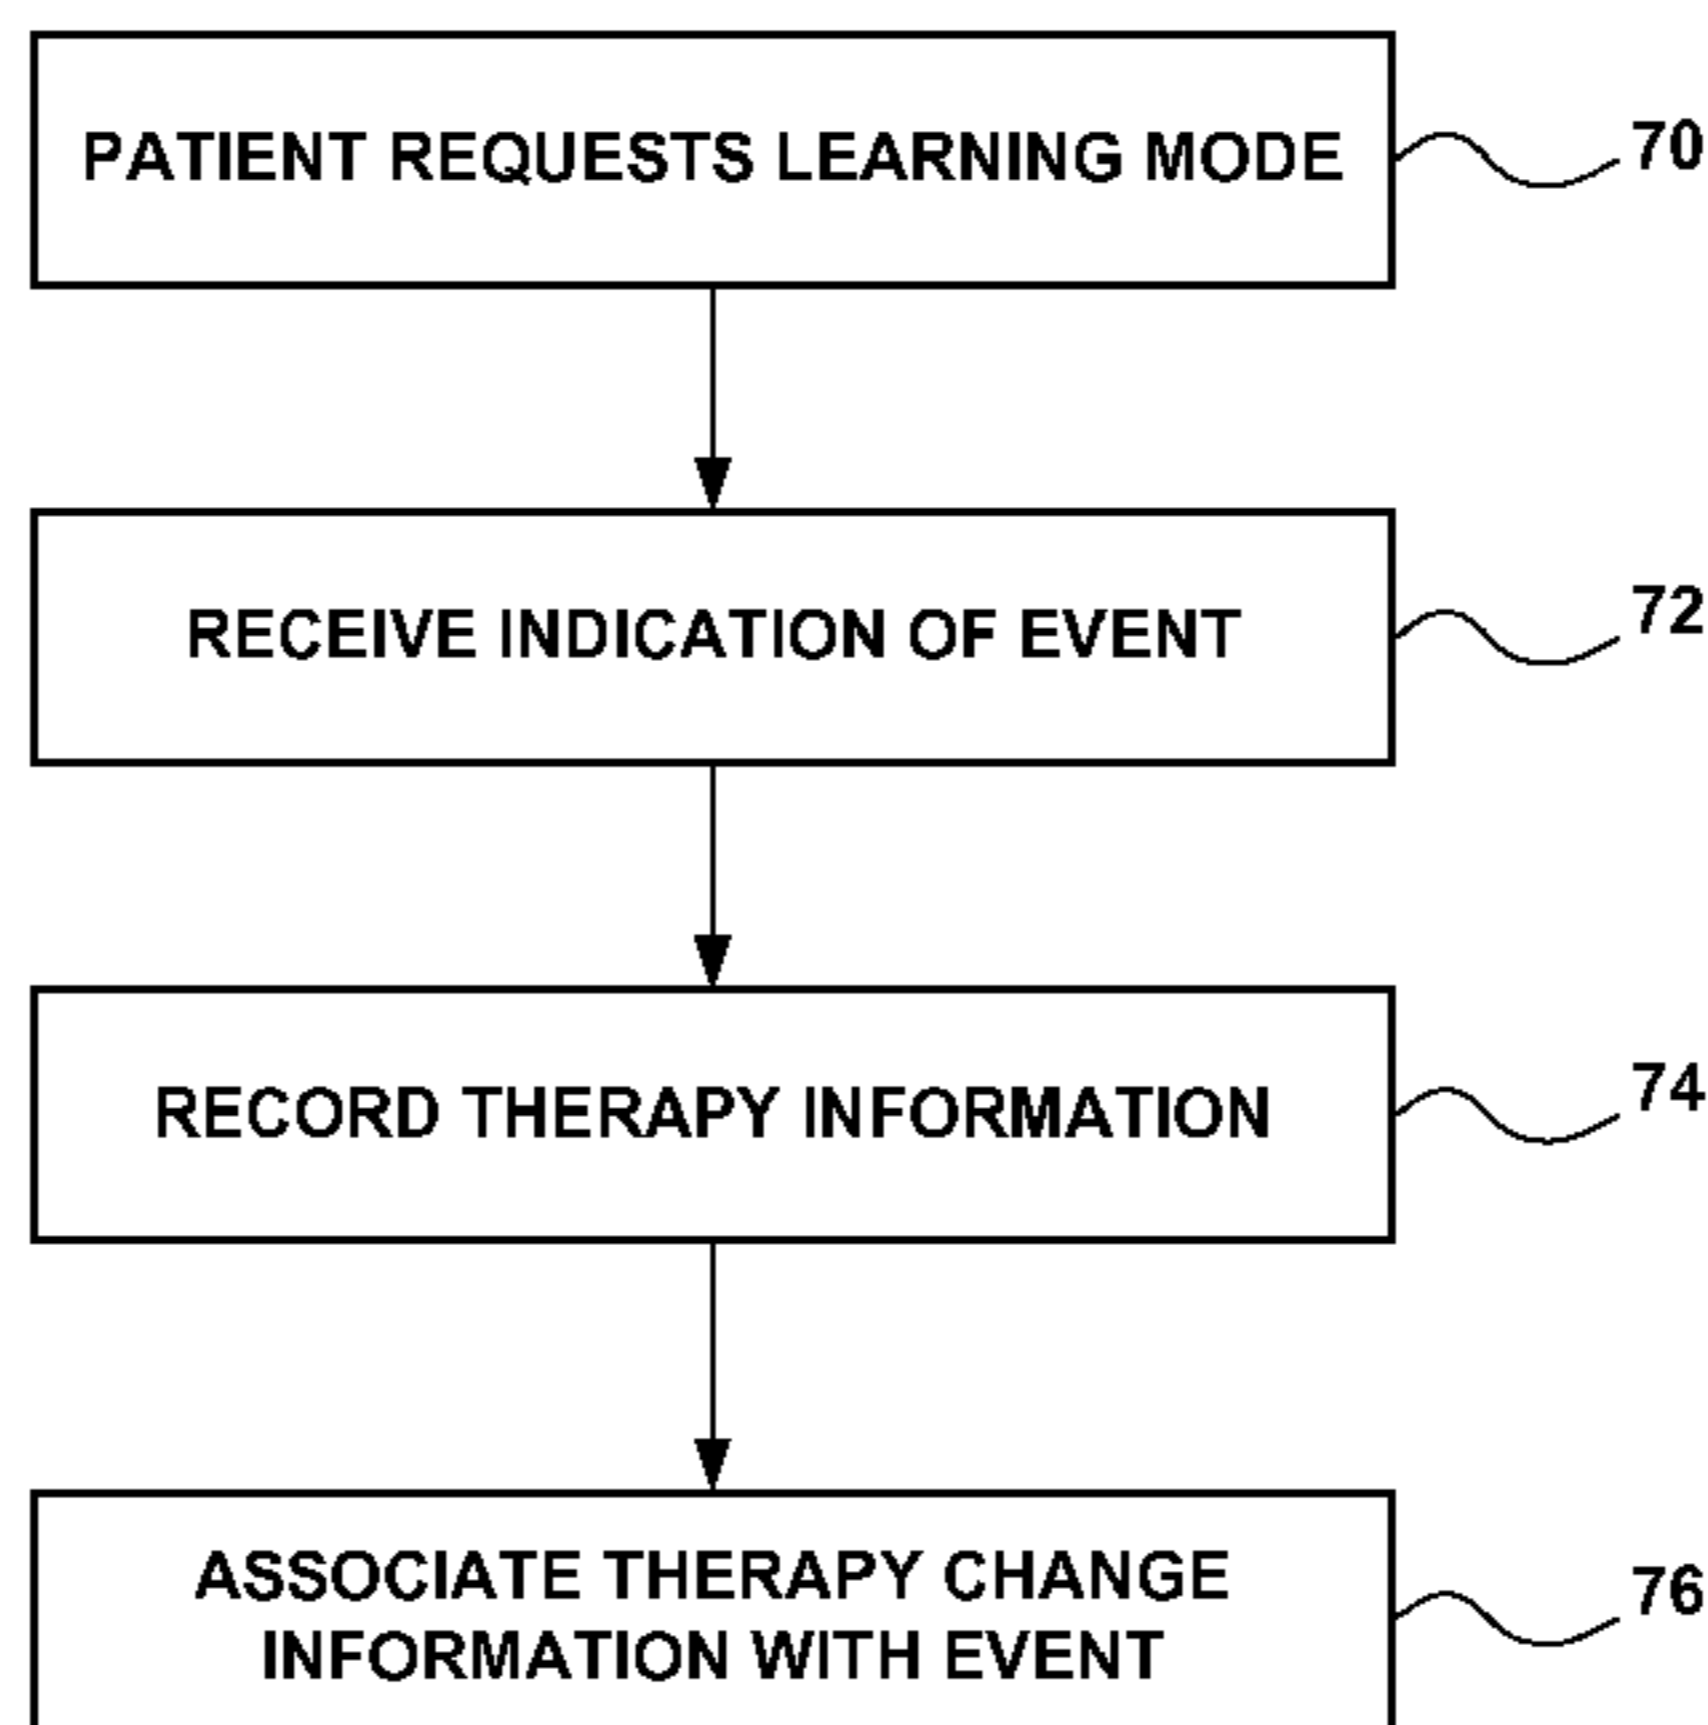 PATIENT REQUESTS LEARNING MODE
70
RECEIVE INDICATION OF EVENT
72
RECORD THERAPY INFORMATION
74
ASSOCIATE THERAPY CHANGE
INFORMATION WITH EVENT
76